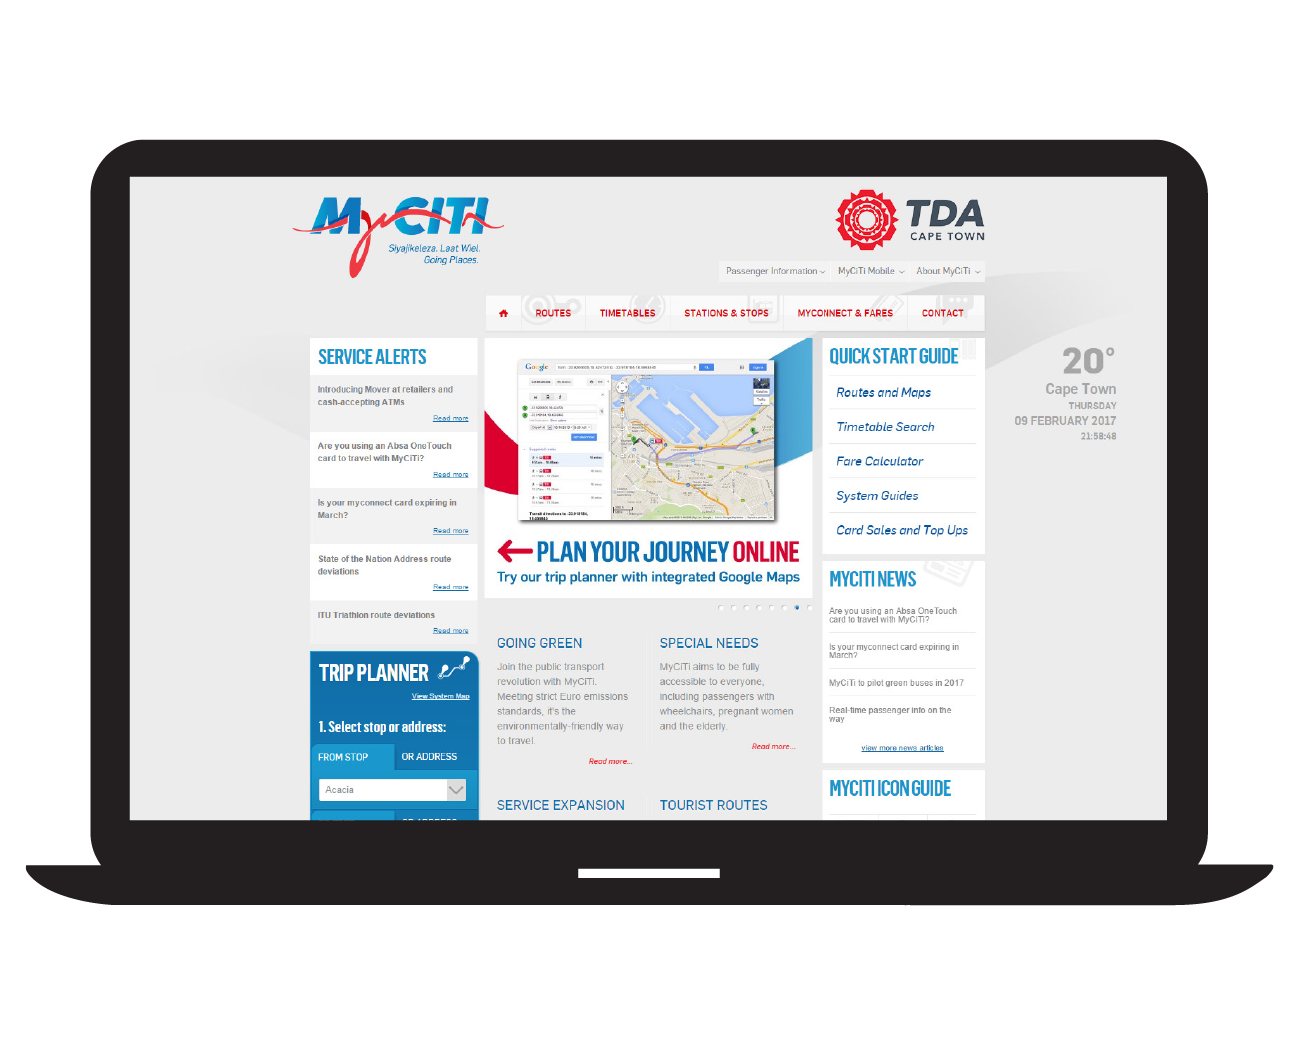 MyCITI
Siyajikeleza. Laat Wiel.
Going Places.
TDA
CAPE TOWN
Passenger Information
MyCiTi Mobile
About MyCiTi
ROUTES
TIMETABLES
STATIONS & STOPS
MYCONNECT & FARES
CONTACT
SERVICE ALERTS
Introducing Mover at retailers and
cash-accepting ATMs
Read more
Are you using an Absa OneTouch
card to travel with MyCiTi?
Read more
Is your myconnect card expiring in
March?
Read more
State of the Nation Address route
deviations
Read more
ITU Triathlon route deviations
Read more
TRIP PLANNER
View System Map
1. Select stop or address:
FROM STOP
OR ADDRESS
Acacia
OR ADDRESS
Google
PLAN YOUR JOURNEY ONLINE
Try our trip planner with integrated Google Maps
GOING GREEN
Join the public transport
revolution with MyCiTi.
Meeting strict Euro emissions
standards, it's the
environmentally-friendly way
to travel.
Read more...
SPECIAL NEEDS
MyCiTi aims to be fully
accessible to everyone,
including passengers with
wheelchairs, pregnant women
and the elderly.
Read more...
SERVICE EXPANSION
TOURIST ROUTES
QUICK START GUIDE
Routes and Maps
Timetable Search
Fare Calculator
System Guides
Card Sales and Top Ups
MYCITI NEWS
Are you using an Absa OneTouch
card to travel with MyCiTi?
Is your myconnect card expiring in
March?
MyCiTi to pilot green buses in 2017
Real-time passenger info on the
way
view more news articles
MYCITI ICON GUIDE
20°
Cape Town
THURSDAY
09 FEBRUARY 2017
21:58:48